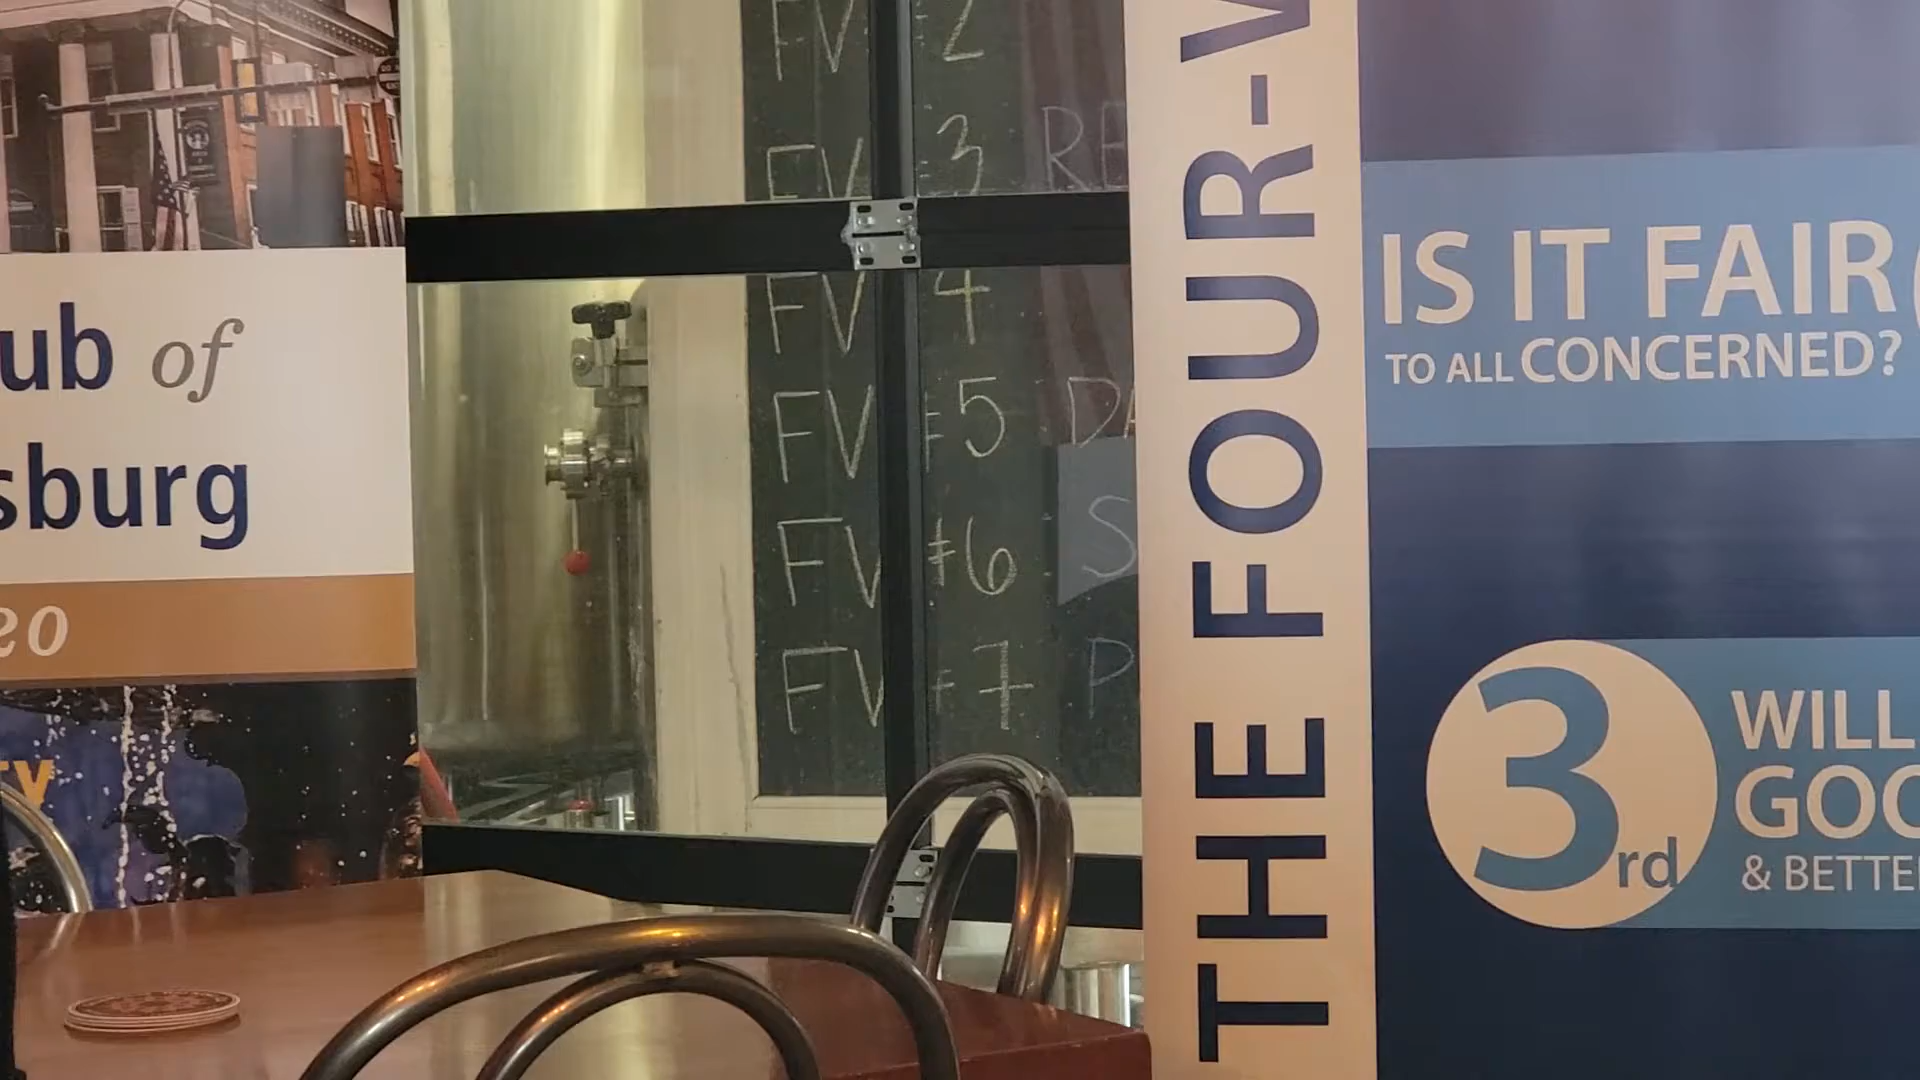 ub of
sburg
FV 2
FV 3 RE
FV 4
FV #5 DA
FV #6 S
FV #7 P
THE FOUR-W
IS IT FAIR
TO ALL CONCERNED?
3rd
WILL
GOO
& BETTE